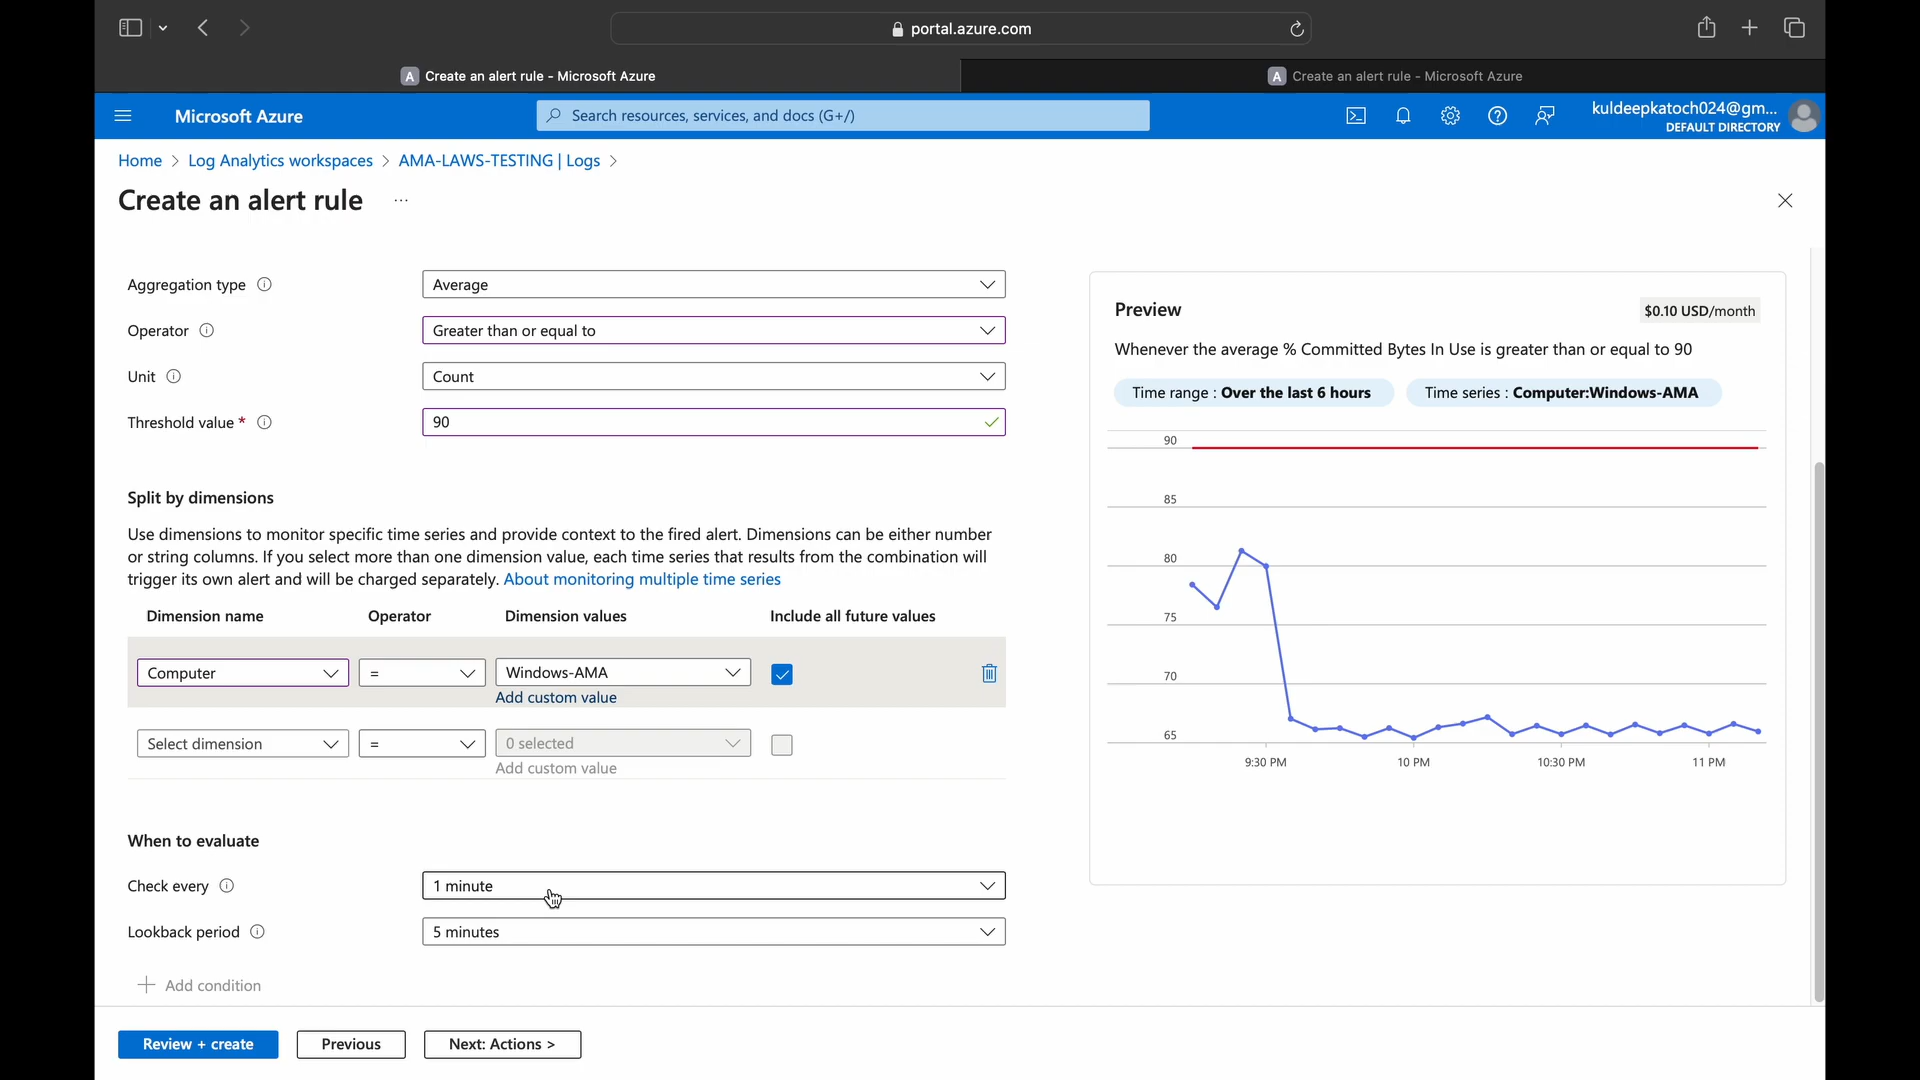 portal.azure.com
A Create an alert rule - Microsoft Azure
A Create an alert rule - Microsoft Azure
Microsoft Azure
Search resources, services, and docs (G+/)
kuldeepkatoch024@gm...
DEFAULT DIRECTORY
Home > Log Analytics workspaces > AMA-LAWS-TESTING | Logs >
Create an alert rule ...
Aggregation type
Average
Operator
Greater than or equal to
Unit
Count
Threshold value *
90
Split by dimensions
Use dimensions to monitor specific time series and provide context to the fired alert. Dimensions can be either number
or string columns. If you select more than one dimension value, each time series that results from the combination will
trigger its own alert and will be charged separately. About monitoring multiple time series
Dimension name Operator Dimension values Include all future values
Computer = Windows-AMA
Add custom value
Select dimension = 0 selected
Add custom value
When to evaluate
Check every
1 minute
Lookback period
5 minutes
+ Add condition
Review + create Previous Next: Actions >
Preview
$0.10 USD/month
Whenever the average % Committed Bytes In Use is greater than or equal to 90
Time range : Over the last 6 hours Time series : Computer:Windows-AMA
90
85
80
75
70
65
9:30 PM 10 PM 10:30 PM 11 PM